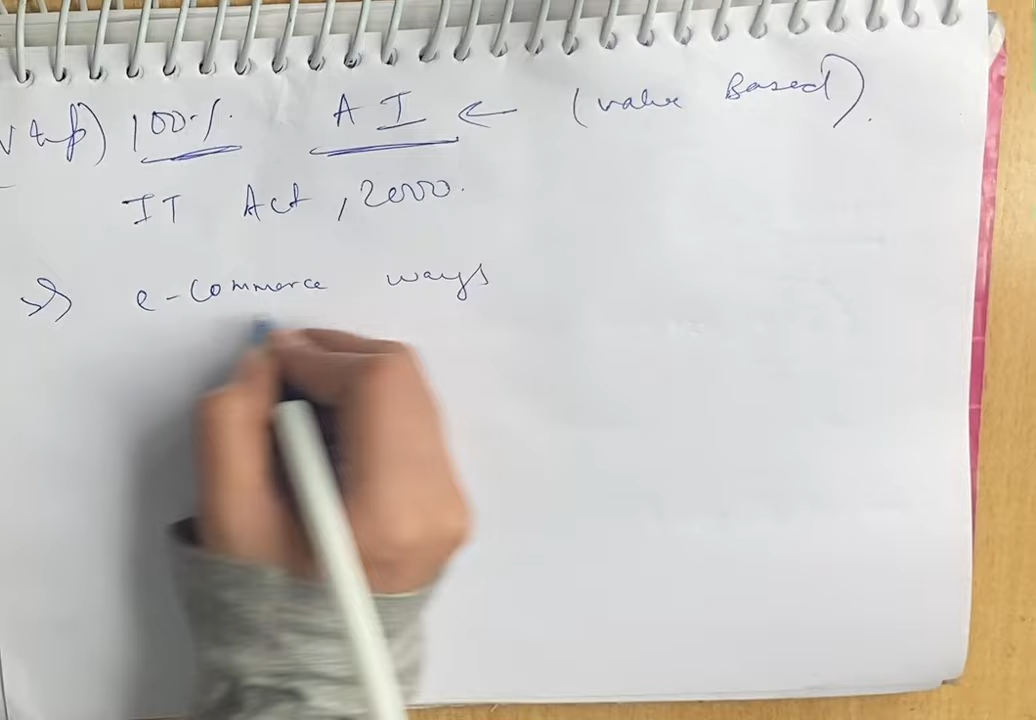 100% AI ← (value Based).
IT Act, 2000.
e-commerce ways